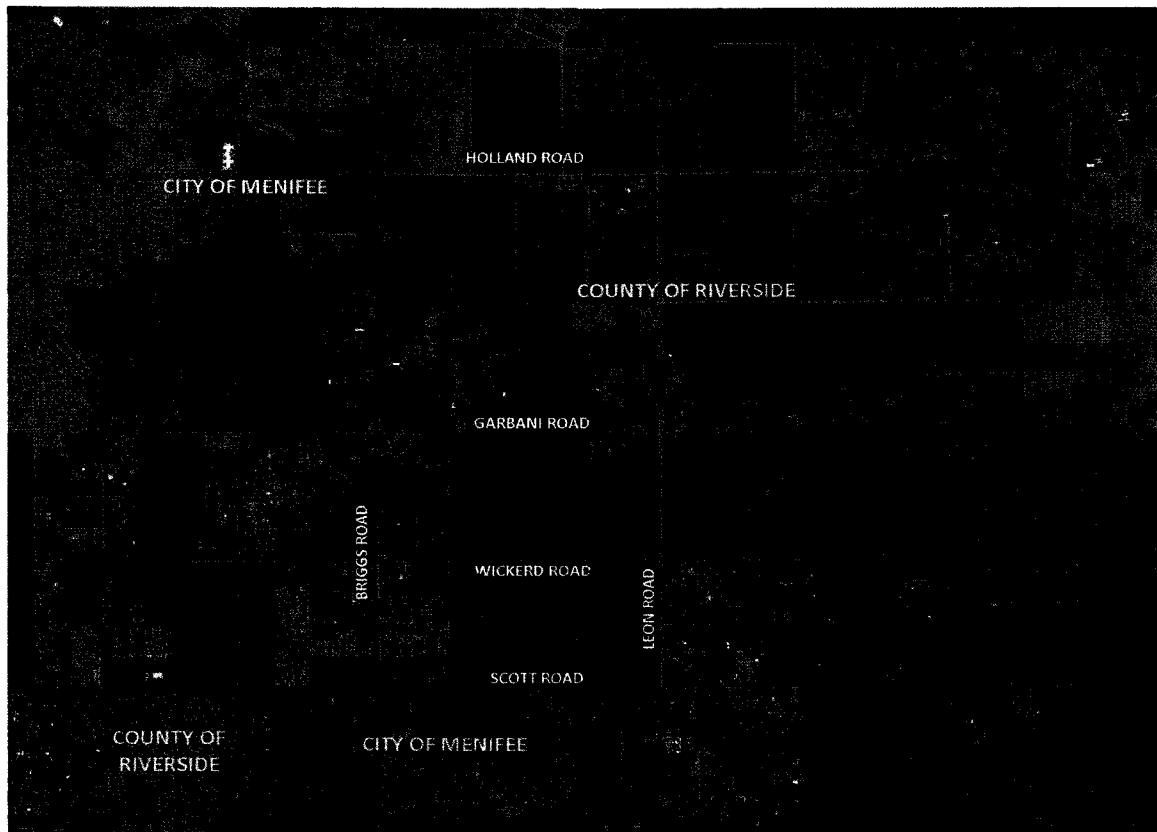 HOLLAND ROAD
CITY OF MENIFEE
COUNTY OF RIVERSIDE
GARBANI ROAD
BRIGGS ROAD
WICKERD ROAD
LEON ROAD
SCOTT ROAD
COUNTY OF
RIVERSIDE
CITY OF MENIFEE